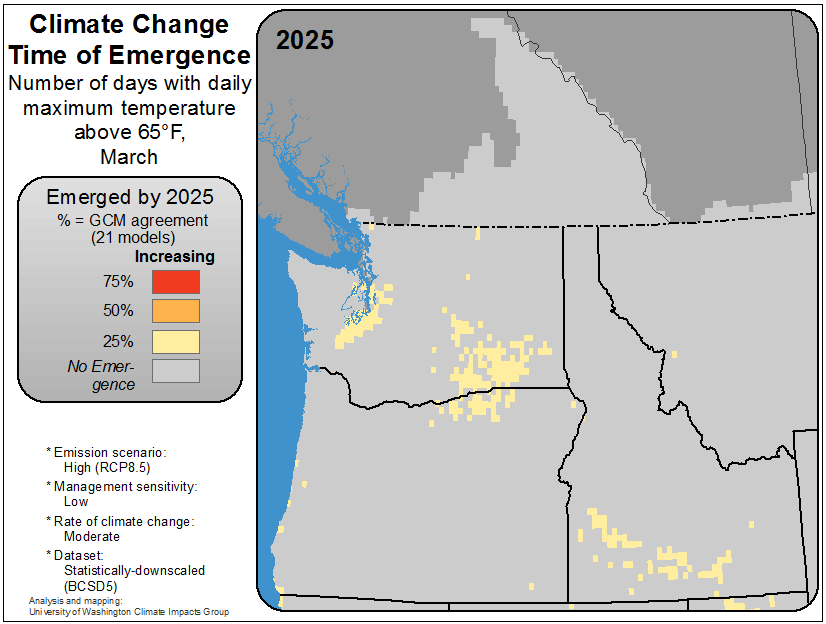 Climate Change
Time of Emergence
Number of days with daily
maximum temperature
above 65°F,
March
2025
Emerged by 2025
% = GCM agreement
(21 models)
Increasing
75%
50%
25%
No Emer-
gence
* Emission scenario:
High (RCP8.5)
* Management sensitivity:
Low
* Rate of climate change:
Moderate
* Dataset:
Statistically-downscaled
(BCSD5)
Analysis and mapping:
University of Washington Climate Impacts Group